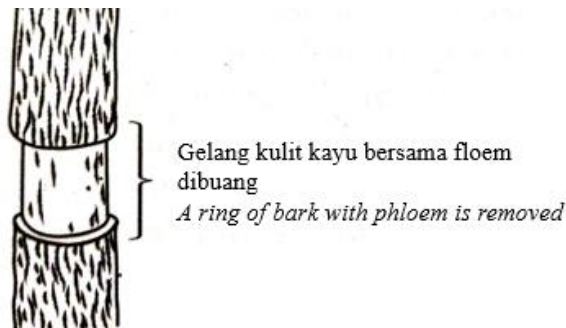 Gelang kulit kayu bersama floem
dibuang
A ring of bark with phloem is removed